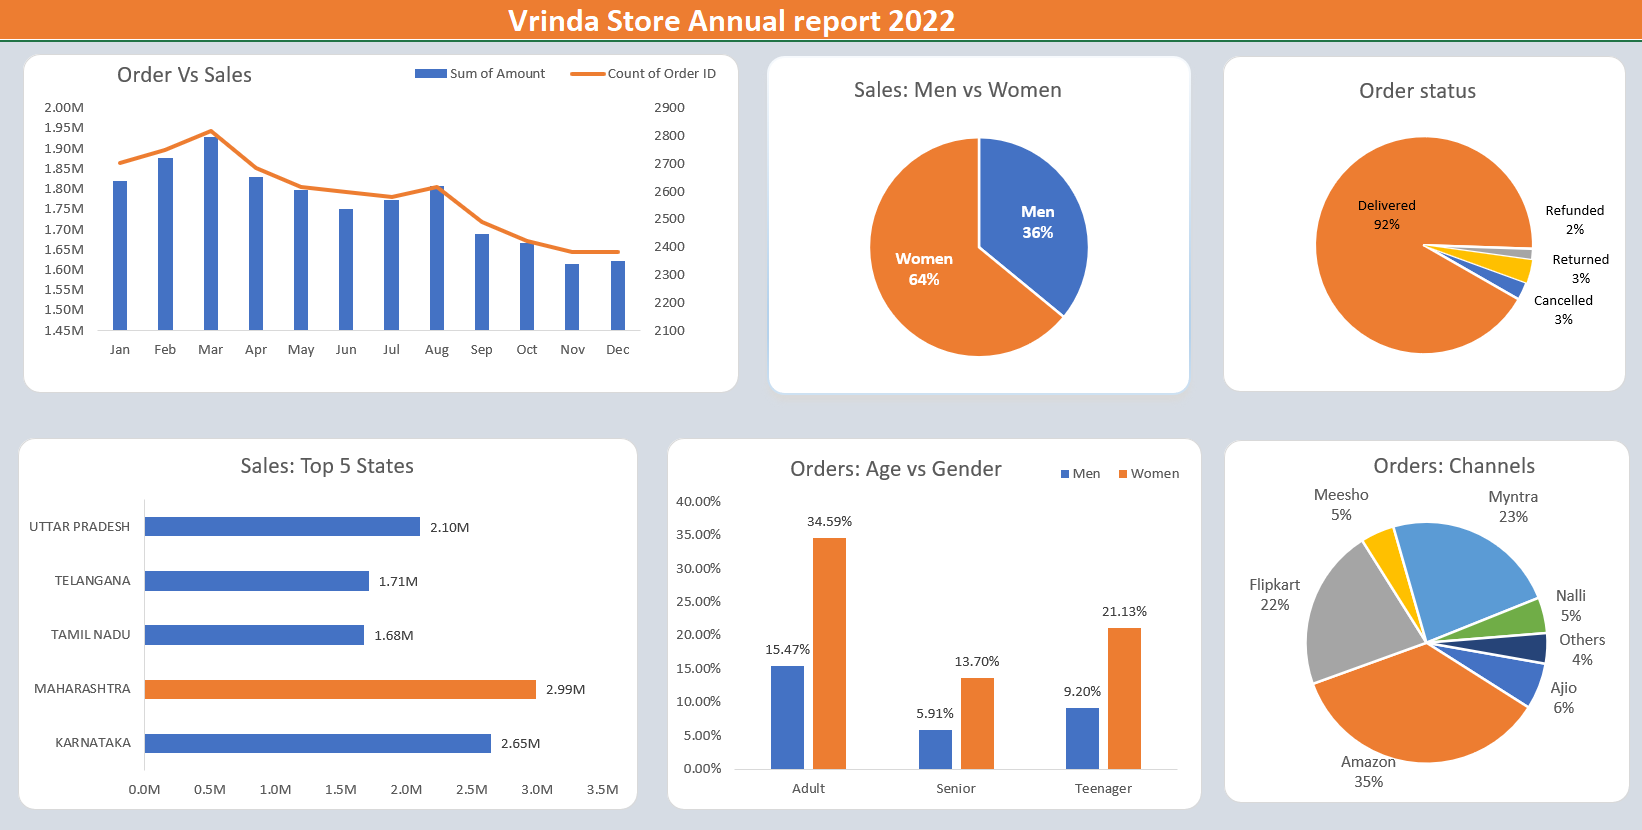 Vrinda Store Annual report 2022
Order Vs Sales
Sum of Amount
Count of Order ID
2.00M
1.95M
1.90M
1.85M
1.80M
1.75M
1.70M
1.65M
1.60M
1.55M
1.50M
1.45M
2900
2800
2700
2600
2500
2400
2300
2200
2100
Jan Feb Mar Apr May Jun Jul Aug Sep Oct Nov Dec
Sales: Men vs Women
Men
36%
Women
64%
Order status
Delivered
92%
Refunded
2%
Returned
3%
Cancelled
3%
Sales: Top 5 States
UTTAR PRADESH 2.10M
TELANGANA 1.71M
TAMIL NADU 1.68M
MAHARASHTRA 2.99M
KARNATAKA 2.65M
0.0M 0.5M 1.0M 1.5M 2.0M 2.5M 3.0M 3.5M
Orders: Age vs Gender
Men
Women
40.00%
35.00%
30.00%
25.00%
20.00%
15.00%
10.00%
5.00%
0.00%
15.47%
34.59%
5.91%
13.70%
9.20%
21.13%
Adult Senior Teenager
Orders: Channels
Meesho
5%
Myntra
23%
Flipkart
22%
Nalli
5%
Others
4%
Ajio
6%
Amazon
35%